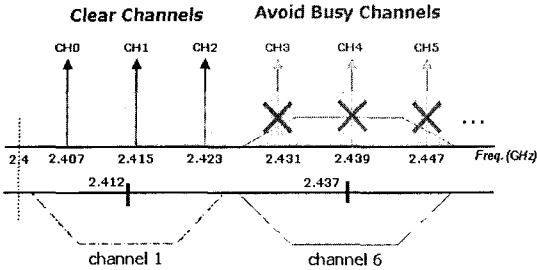 Clear Channels Avoid Busy Channels
CH0 CH1 CH2 CH3 CH4 CH5
...
2.4 2.407 2.415 2.423 2.431 2.439 2.447 Freq.(GHz)
2.412 2.437
channel 1 channel 6